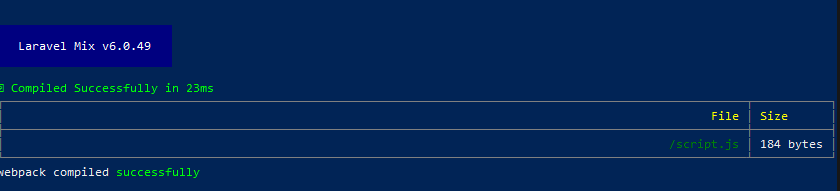 Laravel Mix v6.0.49
Compiled Successfully in 23ms
File Size
/script.js 184 bytes
webpack compiled successfully